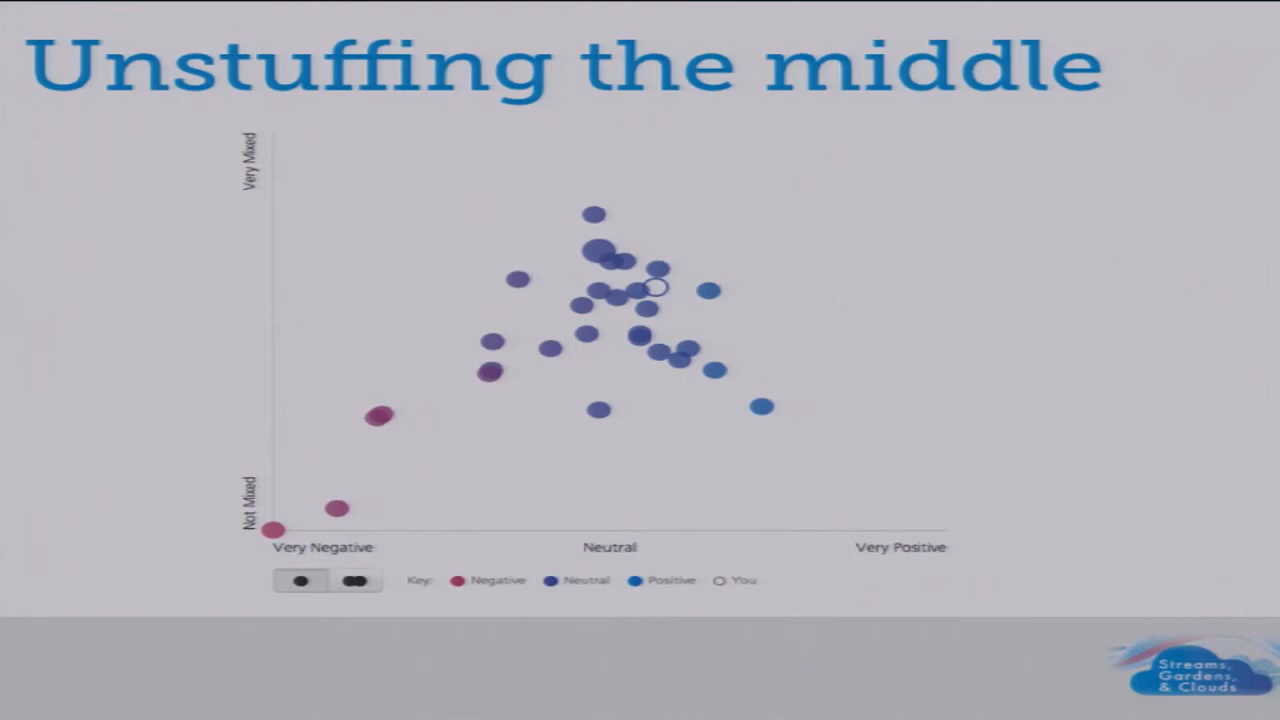 Unstuffing the middle
Very Mixed
Not Mixed
Very Negative Neutral Very Positive
Key: Negative Neutral Positive You
Streams,
Gardens,
& Clouds